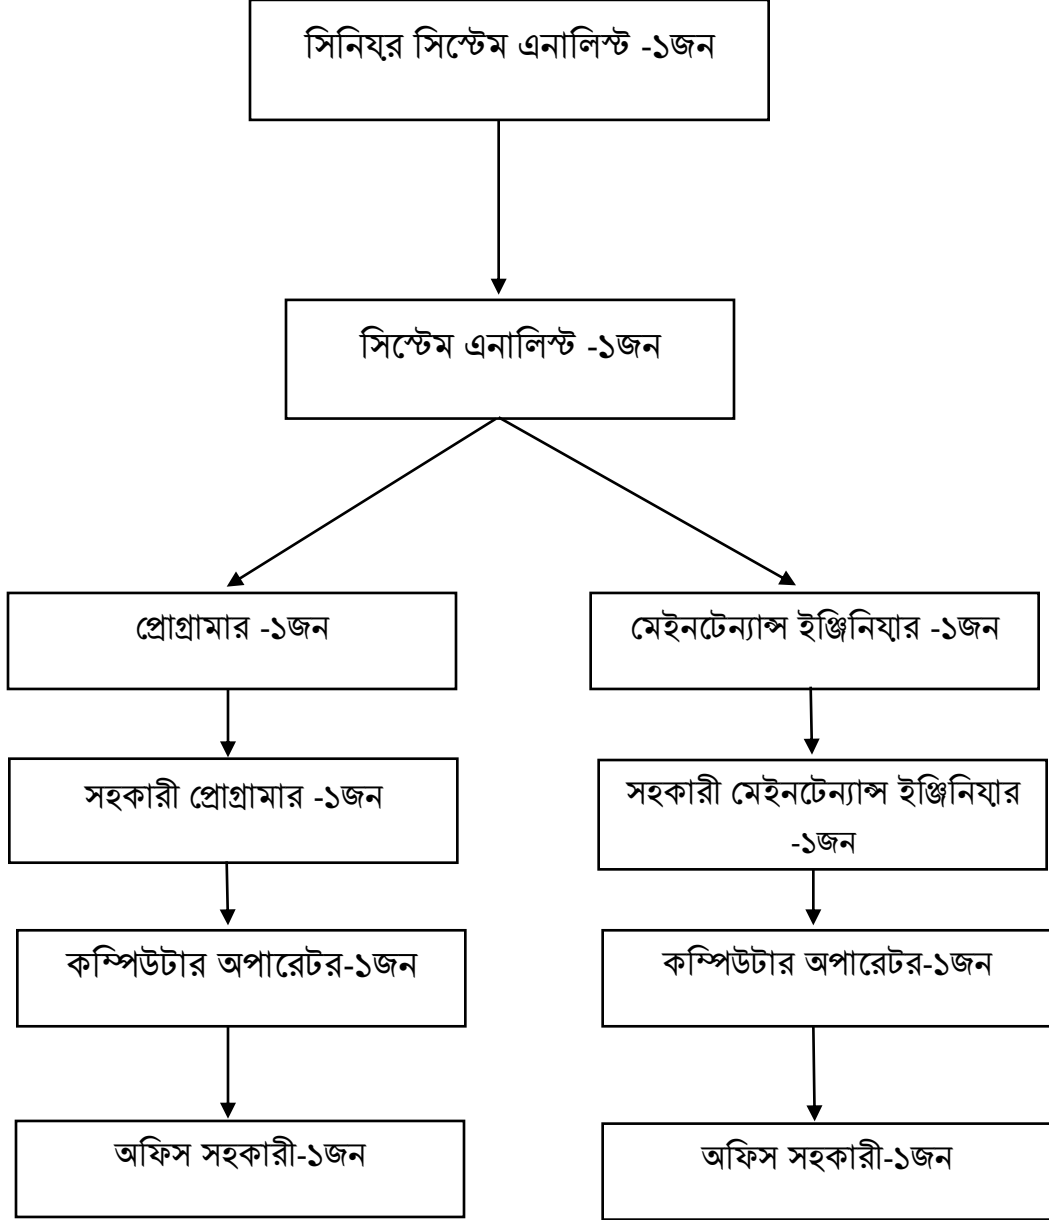 সিনিয়র সিস্টেম এনালিস্ট -১জন
সিস্টেম এনালিস্ট -১জন
প্রোগ্রামার -১জন
মেইনটেন্যান্স ইঞ্জিনিয়ার -১জন
সহকারী প্রোগ্রামার -১জন
সহকারী মেইনটেন্যান্স ইঞ্জিনিয়ার
-১জন
কম্পিউটার অপারেটর-১জন
কম্পিউটার অপারেটর-১জন
অফিস সহকারী-১জন
অফিস সহকারী-১জন